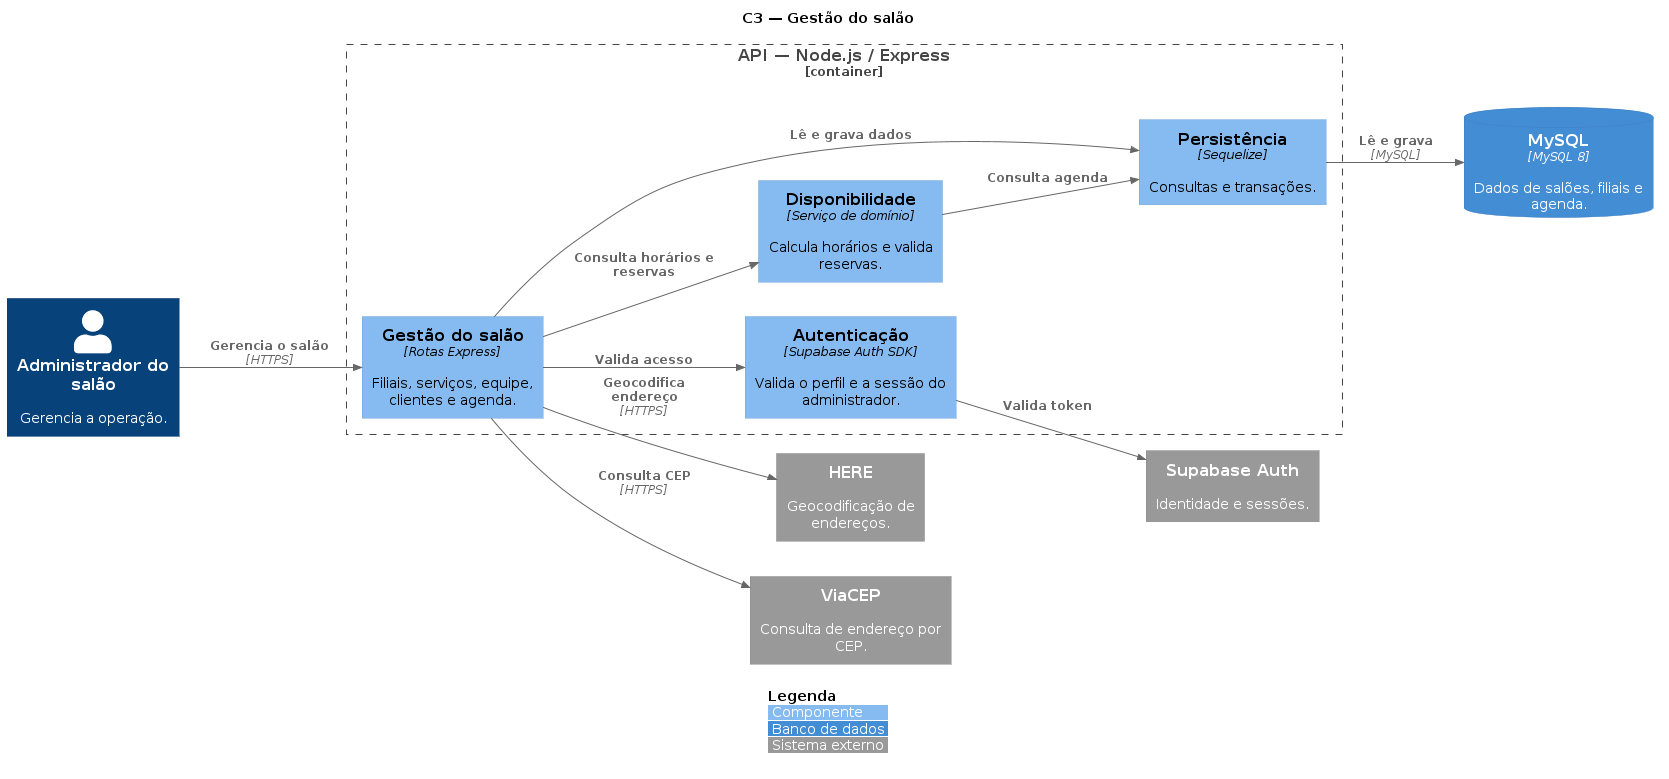 C3 — Gestão do salão
API — Node.js / Express
[container]
Administrador do
salão
Gerencia a operação.
Gerencia o salão
[HTTPS]
Gestão do salão
[Rotas Express]
Filiais, serviços, equipe,
clientes e agenda.
Lê e grava dados
Consulta horários e
reservas
Valida acesso
Geocodifica
endereço
[HTTPS]
Consulta CEP
[HTTPS]
Disponibilidade
[Serviço de domínio]
Calcula horários e valida
reservas.
Autenticação
[Supabase Auth SDK]
Valida o perfil e a sessão do
administrador.
HERE
Geocodificação de
endereços.
ViaCEP
Consulta de endereço por
CEP.
Consulta agenda
Valida token
Persistência
[Sequelize]
Consultas e transações.
Supabase Auth
Identidade e sessões.
Lê e grava
[MySQL]
MySQL
[MySQL 8]
Dados de salões, filiais e
agenda.
Legenda
Componente
Banco de dados
Sistema externo